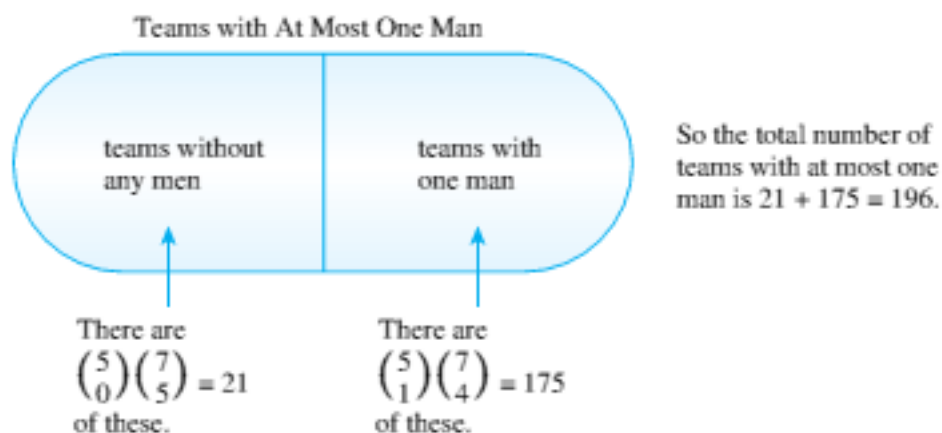 Teams with At Most One Man
teams without
any men
teams with
one man
So the total number of
teams with at most one
man is 21 + 175 = 196.
There are
(5 0)(7 5) = 21
of these.
There are
(5 1)(7 4) = 175
of these.